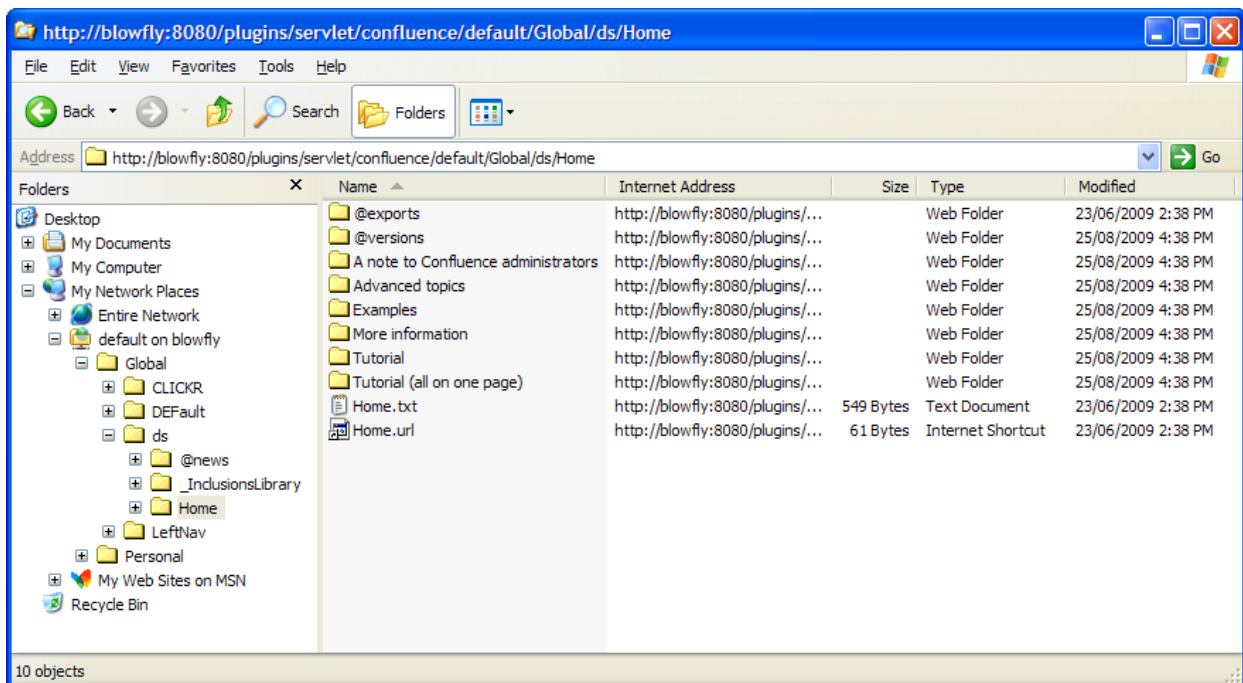 http://blowfly:8080/plugins/servlet/confluence/default/Global/ds/Home
File Edit View Favorites Tools Help
Back Search Folders
Address http://blowfly:8080/plugins/servlet/confluence/default/Global/ds/Home Go
Folders
Desktop
My Documents
My Computer
My Network Places
Entire Network
default on blowfly
Global
CLICKR
DEFault
ds
@news
_InclusionsLibrary
Home
LeftNav
Personal
My Web Sites on MSN
Recycle Bin
Name Internet Address Size Type Modified
@exports http://blowfly:8080/plugins/... Web Folder 23/06/2009 2:38 PM
@versions http://blowfly:8080/plugins/... Web Folder 25/08/2009 4:38 PM
A note to Confluence administrators http://blowfly:8080/plugins/... Web Folder 25/08/2009 4:38 PM
Advanced topics http://blowfly:8080/plugins/... Web Folder 25/08/2009 4:38 PM
Examples http://blowfly:8080/plugins/... Web Folder 25/08/2009 4:38 PM
More information http://blowfly:8080/plugins/... Web Folder 25/08/2009 4:38 PM
Tutorial http://blowfly:8080/plugins/... Web Folder 25/08/2009 4:38 PM
Tutorial (all on one page) http://blowfly:8080/plugins/... Web Folder 25/08/2009 4:38 PM
Home.txt http://blowfly:8080/plugins/... 549 Bytes Text Document 23/06/2009 2:38 PM
Home.url http://blowfly:8080/plugins/... 61 Bytes Internet Shortcut 23/06/2009 2:38 PM
10 objects